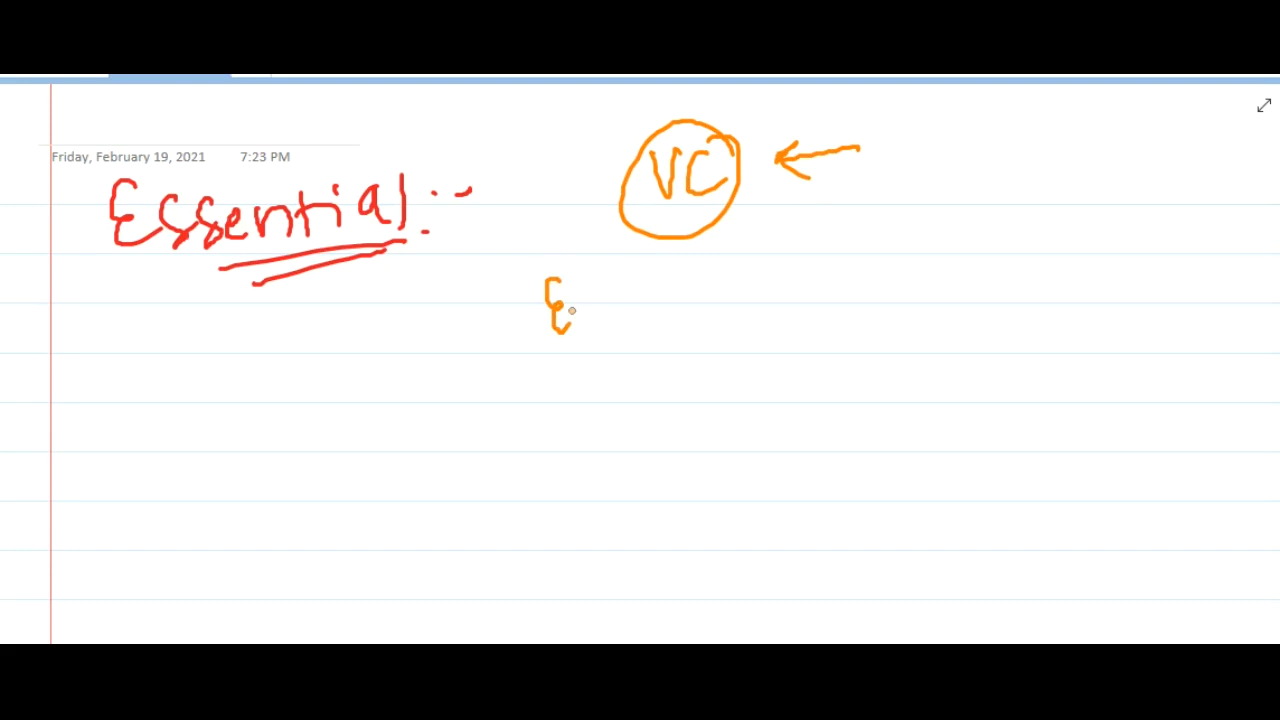 Friday, February 19, 2021 7:23 PM
Essential :-
VC
E